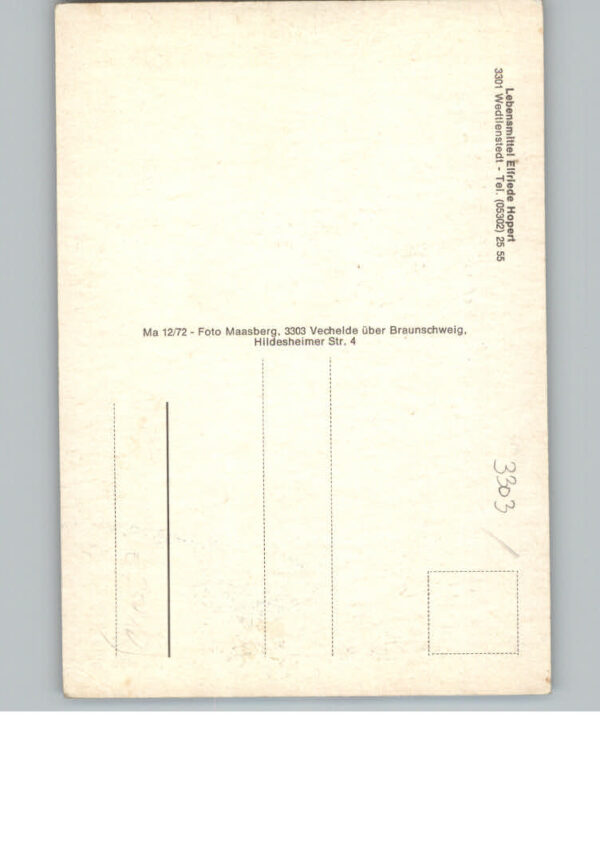 Lebensmittel Elfriede Hopert
3301 Wedtlenstedt - Tel. (05302) 25 55
Ma 12/72 - Foto Maasberg, 3303 Vechelde über Braunschweig,
Hildesheimer Str. 4
3303